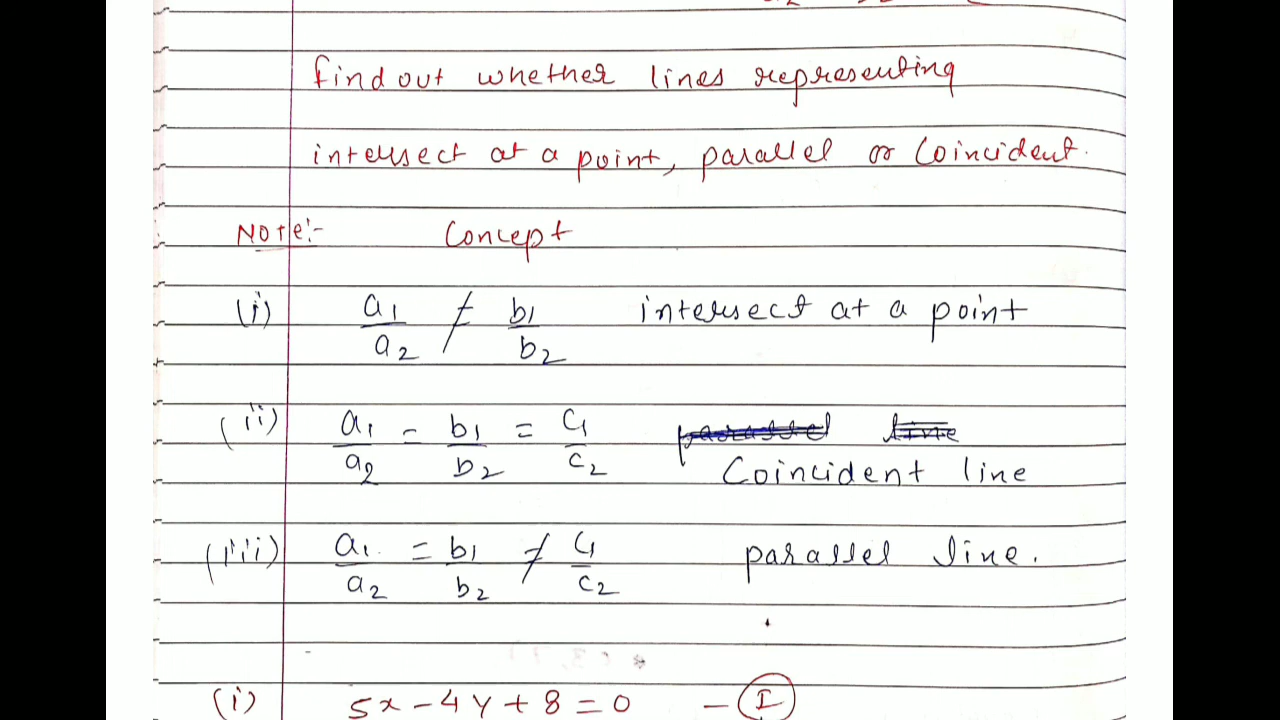 find out whether lines representing
intersect at a point, parallel or Coincident.
NOTE:- Concept
(i) a1/a2 ≠ b1/b2 intersect at a point
(ii) a1/a2 = b1/b2 = c1/c2
Coincident line
(iii) a1/a2 = b1/b2 ≠ c1/c2 parallel line.
(i) 5x - 4y + 8 = 0 - I